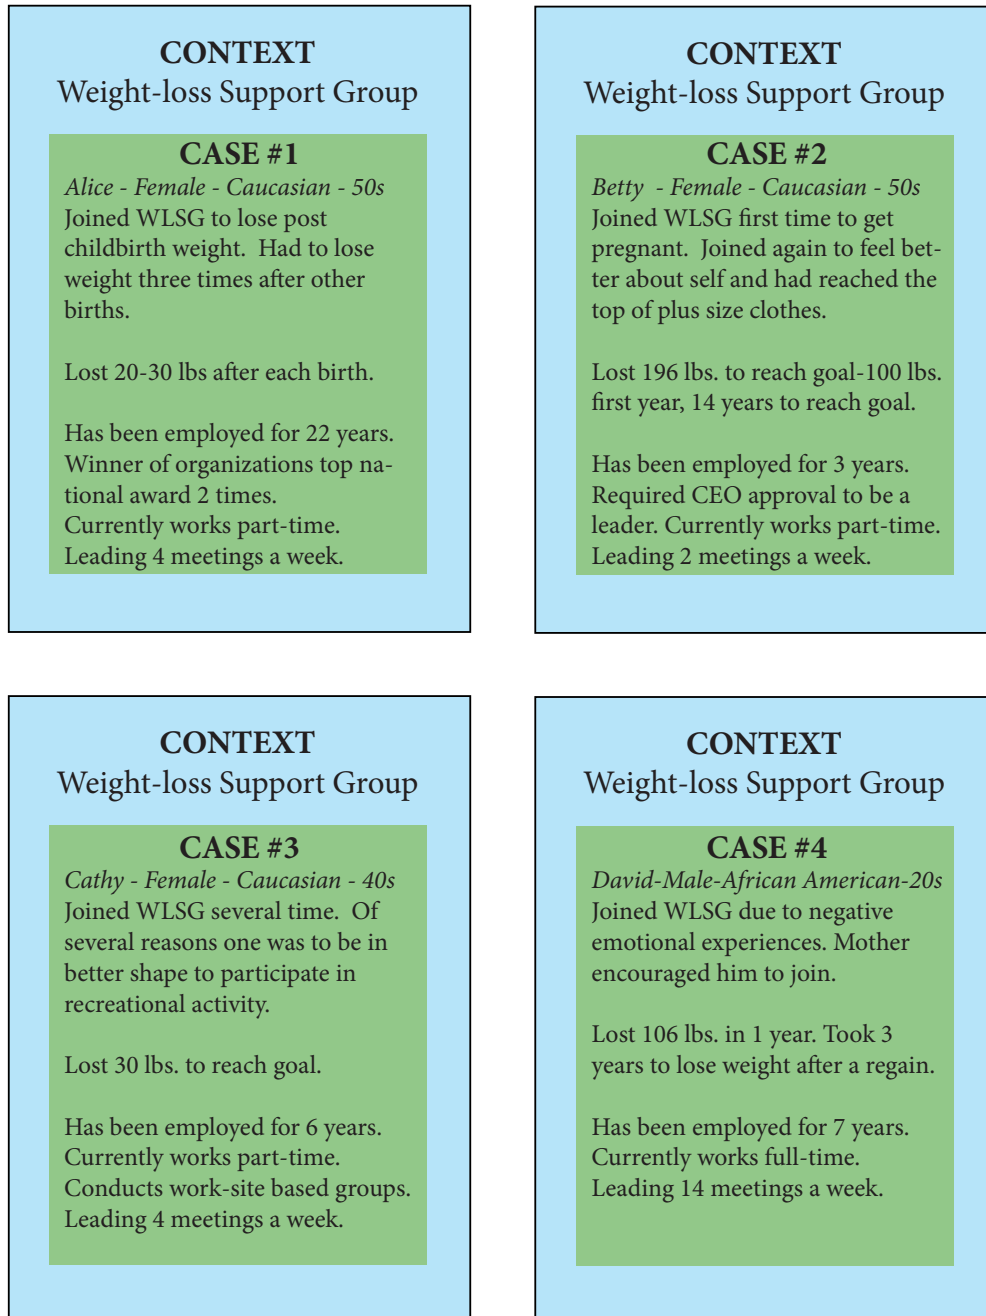 CONTEXT
Weight-loss Support Group
CASE #1
Alice - Female - Caucasian - 50s
Joined WLSG to lose post
childbirth weight.  Had to lose
weight three times after other
births.
Lost 20-30 lbs after each birth.
Has been employed for 22 years.
Winner of organizations top na-
tional award 2 times.
Currently works part-time.
Leading 4 meetings a week.
CONTEXT
Weight-loss Support Group
CASE #2
Betty  - Female - Caucasian - 50s
Joined WLSG first time to get
pregnant.  Joined again to feel bet-
ter about self and had reached the
top of plus size clothes.
Lost 196 lbs. to reach goal-100 lbs.
first year, 14 years to reach goal.
Has been employed for 3 years.
Required CEO approval to be a
leader. Currently works part-time.
Leading 2 meetings a week.
CONTEXT
Weight-loss Support Group
CASE #3
Cathy - Female - Caucasian - 40s
Joined WLSG several time.  Of
several reasons one was to be in
better shape to participate in
recreational activity.
Lost 30 lbs. to reach goal.
Has been employed for 6 years.
Currently works part-time.
Conducts work-site based groups.
Leading 4 meetings a week.
CONTEXT
Weight-loss Support Group
CASE #4
David-Male-African American-20s
Joined WLSG due to negative
emotional experiences. Mother
encouraged him to join.
Lost 106 lbs. in 1 year. Took 3
years to lose weight after a regain.
Has been employed for 7 years.
Currently works full-time.
Leading 14 meetings a week.